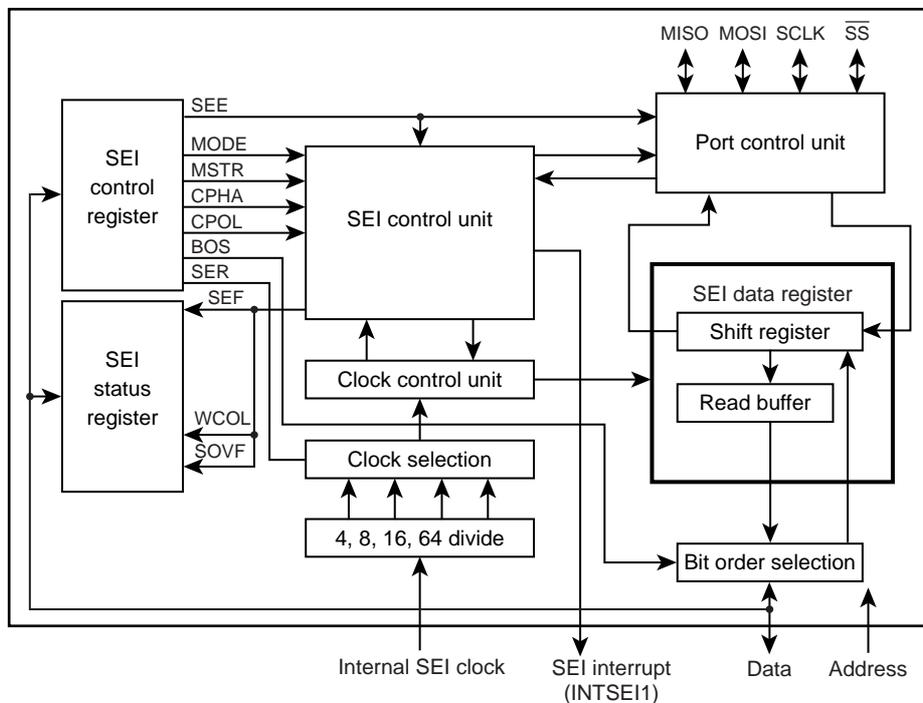 MISO MOSI SCLK SS
SEE
SEI
control
register
MODE
MSTR
CPHA
CPOL
BOS
SER
SEI control unit
Port control unit
SEF
SEI
status
register
WCOL
SOVF
SEI data register
Shift register
Read buffer
Clock control unit
Clock selection
4, 8, 16, 64 divide
Bit order selection
Internal SEI clock
SEI interrupt
(INTSEI1)
Data
Address